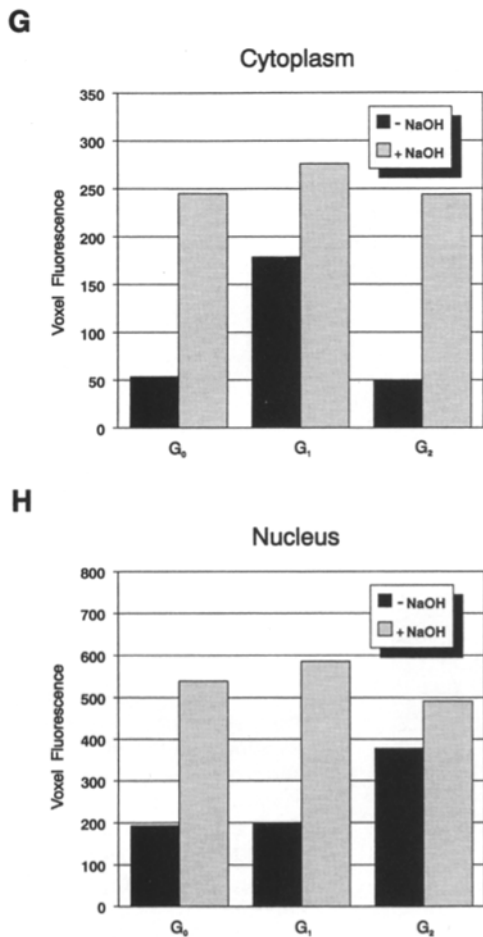 G
Cytoplasm
350
300
250
200
150
100
50
0
Voxel Fluorescence
- NaOH
+ NaOH
G₀ G₁ G₂
H
Nucleus
800
700
600
500
400
300
200
100
0
Voxel Fluorescence
- NaOH
+ NaOH
G₀ G₁ G₂